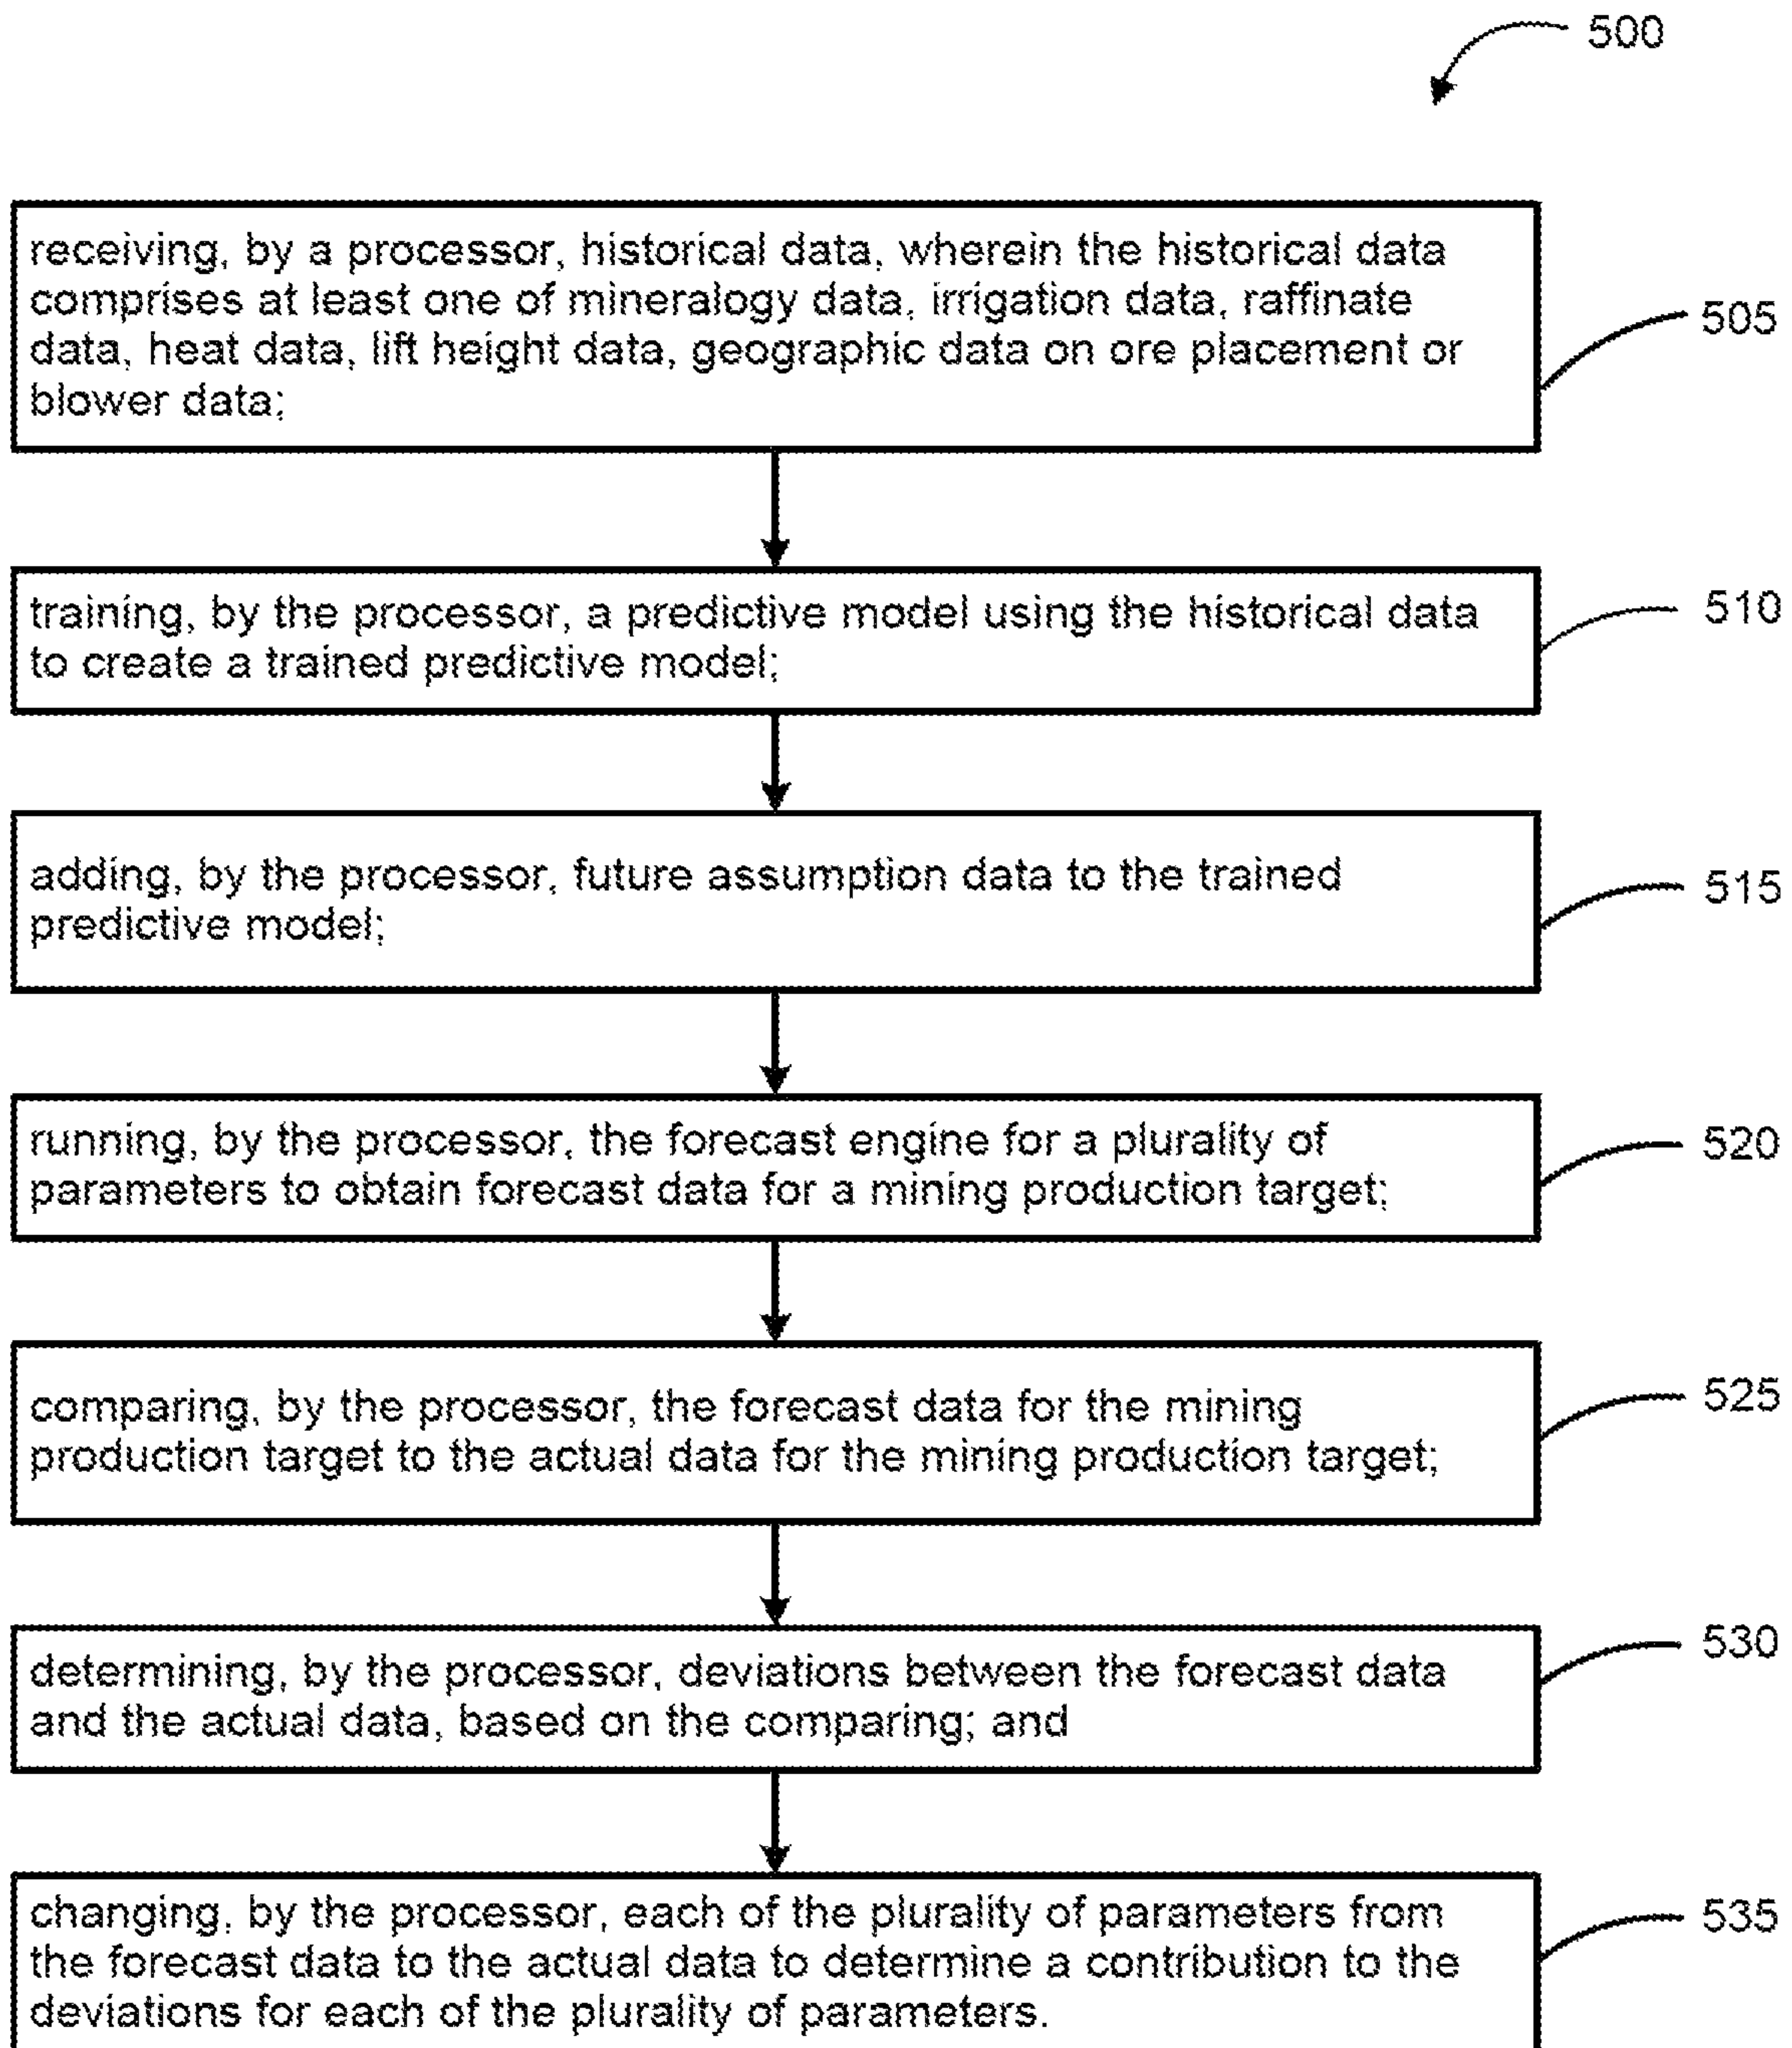 500
receiving, by a processor, historical data, wherein the historical data
comprises at least one of mineralogy data, irrigation data, raffinate
data, heat data, lift height data, geographic data on ore placement or
blower data;
505
training, by the processor, a predictive model using the historical data
to create a trained predictive model;
510
adding, by the processor, future assumption data to the trained
predictive model;
515
running, by the processor, the forecast engine for a plurality of
parameters to obtain forecast data for a mining production target;
520
comparing, by the processor, the forecast data for the mining
production target to the actual data for the mining production target;
525
determining, by the processor, deviations between the forecast data
and the actual data, based on the comparing; and
530
changing, by the processor, each of the plurality of parameters from
the forecast data to the actual data to determine a contribution to the
deviations for each of the plurality of parameters.
535